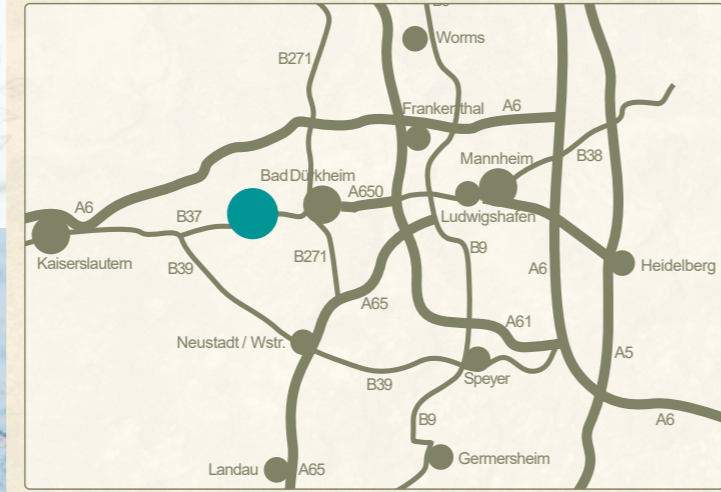 B9
Worms
B271
Frankenthal
A6
B38
Mannheim
Bad Dürkheim
A650
Ludwigshafen
A6
B37
Kaiserslautern
B39
B271
B9
A6
Heidelberg
A65
A61
Neustadt / Wstr.
A5
Speyer
B39
B9
A6
Landau
A65
Germersheim